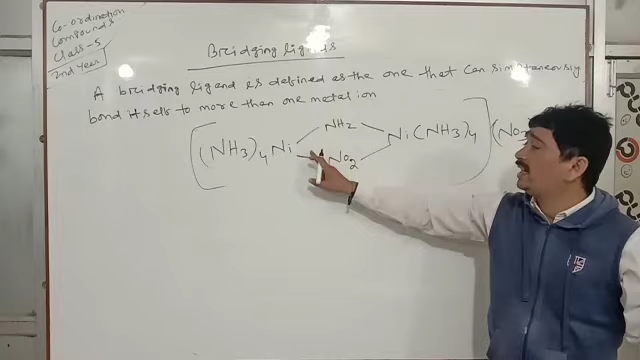 Co-ordination
Compounds
Class-5
2nd Year
Bridging ligands
A bridging ligand is defined as the one that can simultaneously
bond itself to more than one metal ion
[(NH3)4 Ni NH2 NO2 Ni(NH3)4] (NO3